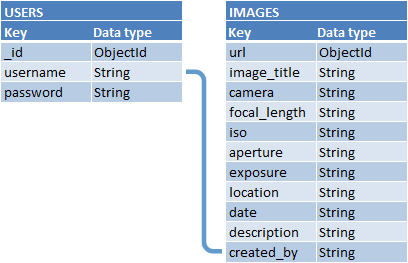 USERS
Key Data type
_id ObjectId
username String
password String
IMAGES
Key Data type
url ObjectId
image_title String
camera String
focal_length String
iso String
aperture String
exposure String
location String
date String
description String
created_by String